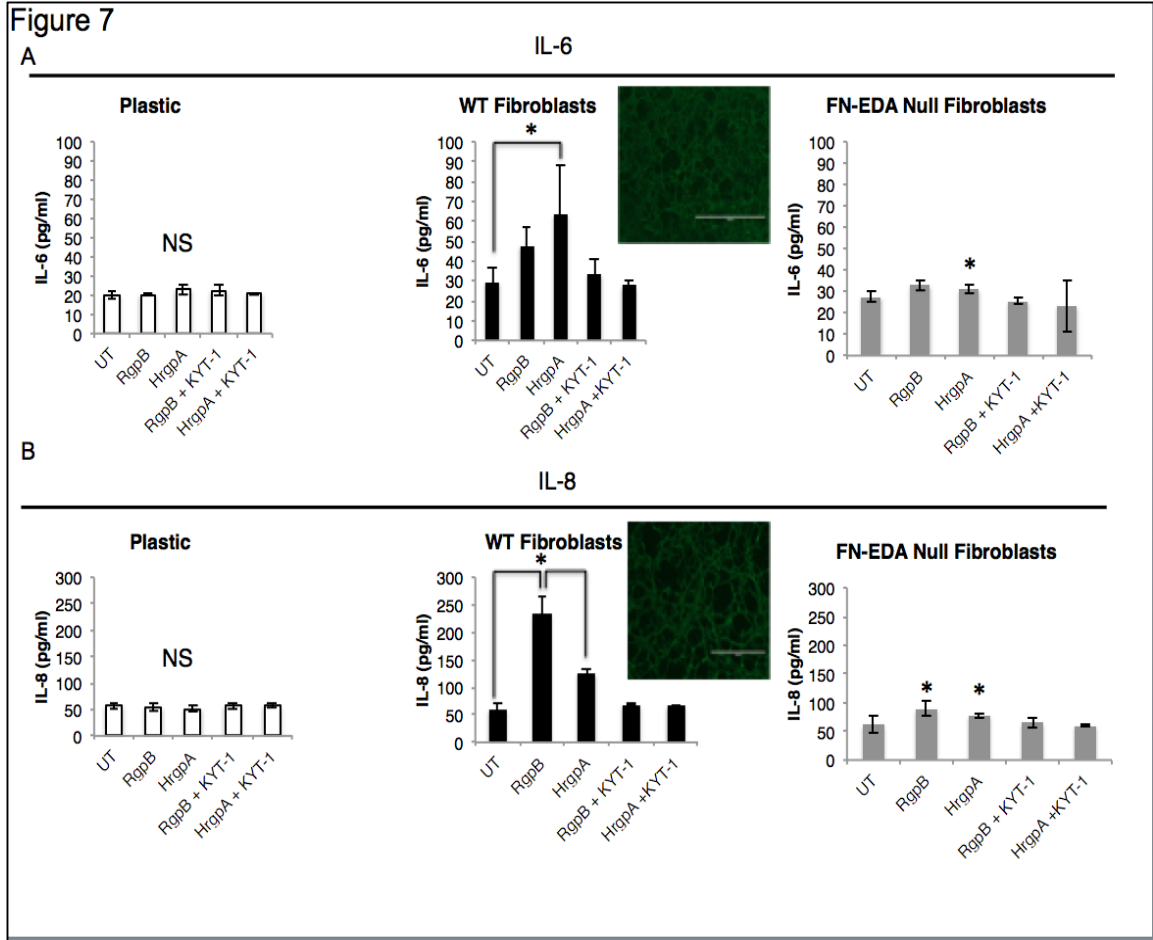 Figure 7
A
IL-6
Plastic
IL-6 (pg/ml)
100
90
80
70
60
50
40
30
20
10
0
NS
UT
RgpB
HrgpA
RgpB + KYT-1
HrgpA + KYT-1
WT Fibroblasts
*
IL-6 (pg/ml)
100
90
80
70
60
50
40
30
20
10
0
UT
RgpB
HrgpA
RgpB + KYT-1
HrgpA +KYT-1
FN-EDA Null Fibroblasts
IL-6 (pg/ml)
100
90
80
70
60
50
40
30
20
10
0
*
UT
RgpB
HrgpA
RgpB + KYT-1
HrgpA +KYT-1
B
IL-8
Plastic
IL-8 (pg/ml)
300
250
200
150
100
50
0
NS
UT
RgpB
HrgpA
RgpB + KYT-1
HrgpA + KYT-1
WT Fibroblasts
*
IL-8 (pg/ml)
300
250
200
150
100
50
0
UT
RgpB
HrgpA
RgpB + KYT-1
HrgpA +KYT-1
FN-EDA Null Fibroblasts
IL-8 (pg/ml)
300
250
200
150
100
50
0
* *
UT
RgpB
HrgpA
RgpB + KYT-1
HrgpA +KYT-1